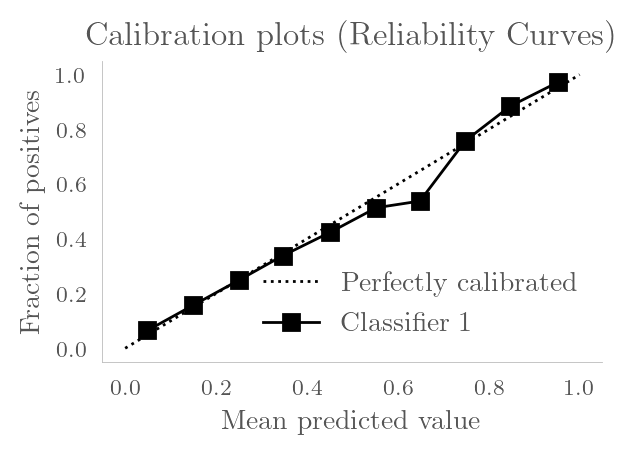 Calibration plots (Reliability Curves)
Fraction of positives
1.0
0.8
0.6
0.4
0.2
0.0
Perfectly calibrated
Classifier 1
0.0 0.2 0.4 0.6 0.8 1.0
Mean predicted value